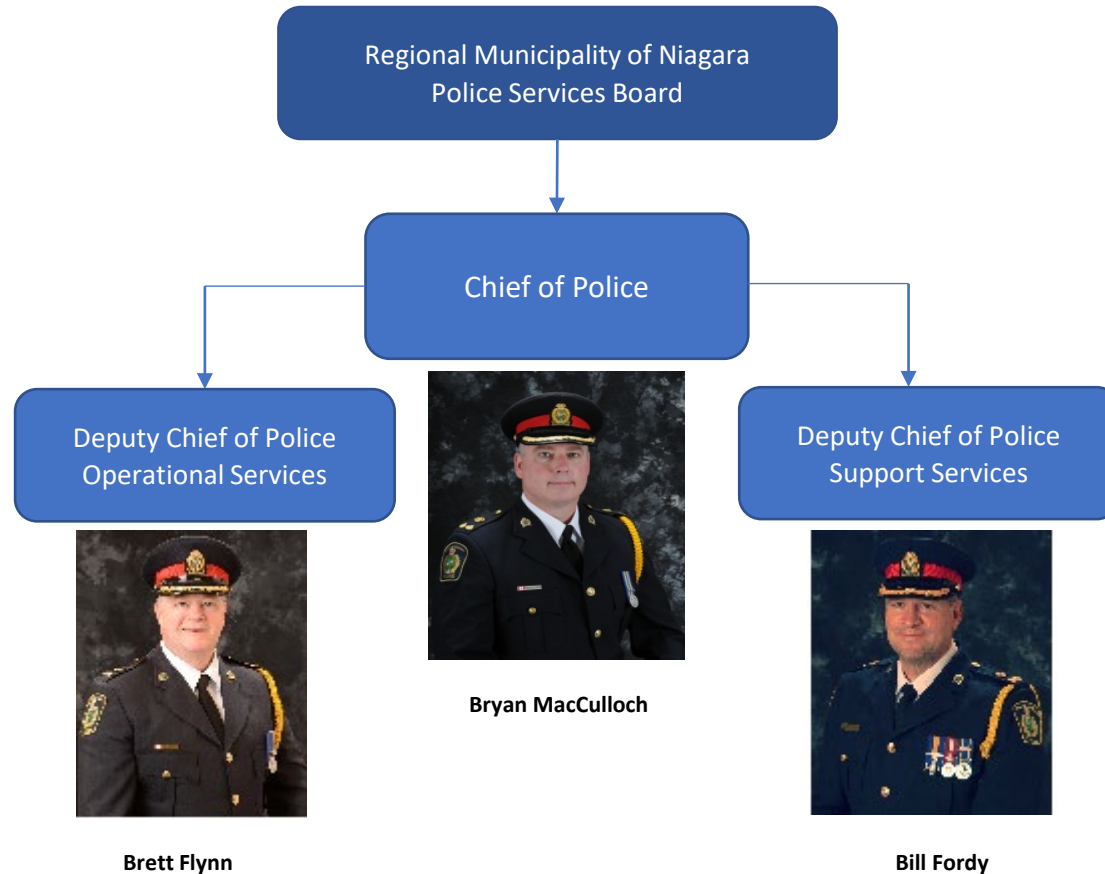 Regional Municipality of Niagara
Police Services Board
Chief of Police
Deputy Chief of Police
Operational Services
Deputy Chief of Police
Support Services
Bryan MacCulloch
Brett Flynn
Bill Fordy